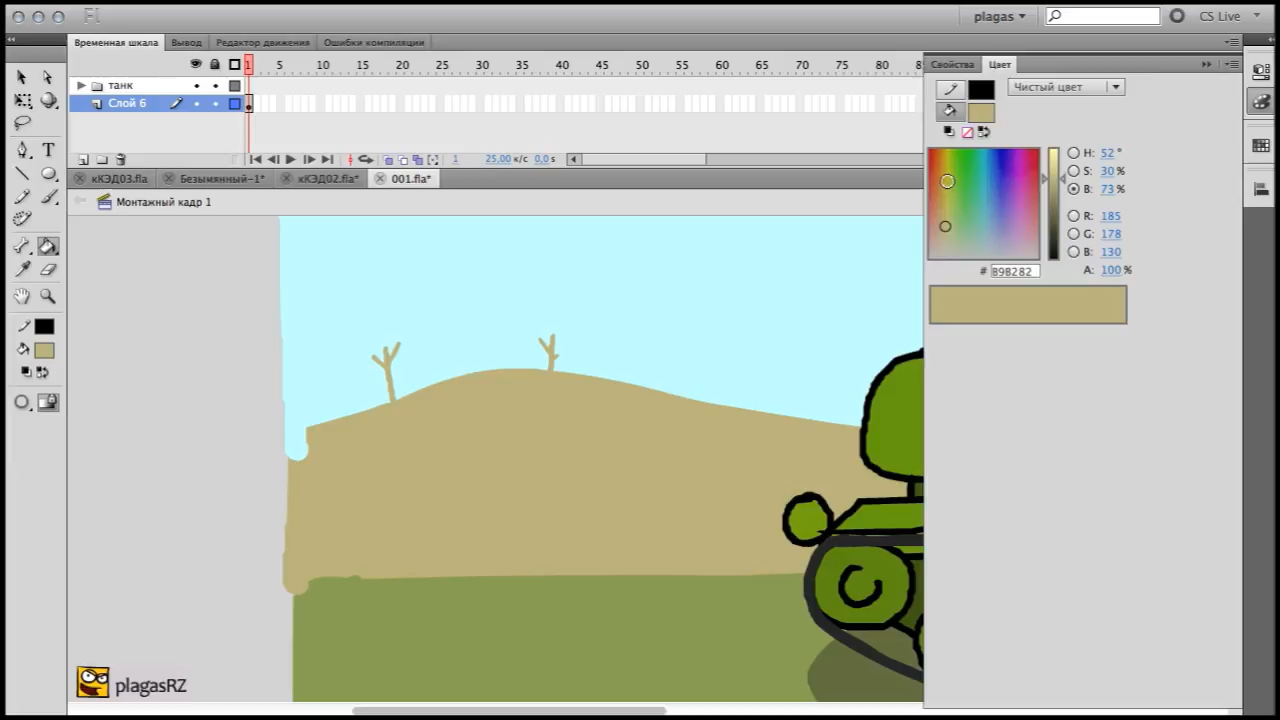 Fl
plagas
CS Live
Временная шкала Вывод Редактор движения Ошибки компиляции
1 5 10 15 20 25 30 35 40 45 50 55 60 65 70 75 80 85
танк
Слой 6
1 25,00 к/с 0,0 s
кКЭД03.fla Безымянный-1* кКЭД02.fla* 001.fla*
Монтажный кадр 1
T
Свойства Цвет
Чистый цвет
H: 52 °
S: 30 %
B: 73 %
R: 185
G: 178
B: 130
# B9B282
A: 100 %
plagasRZ